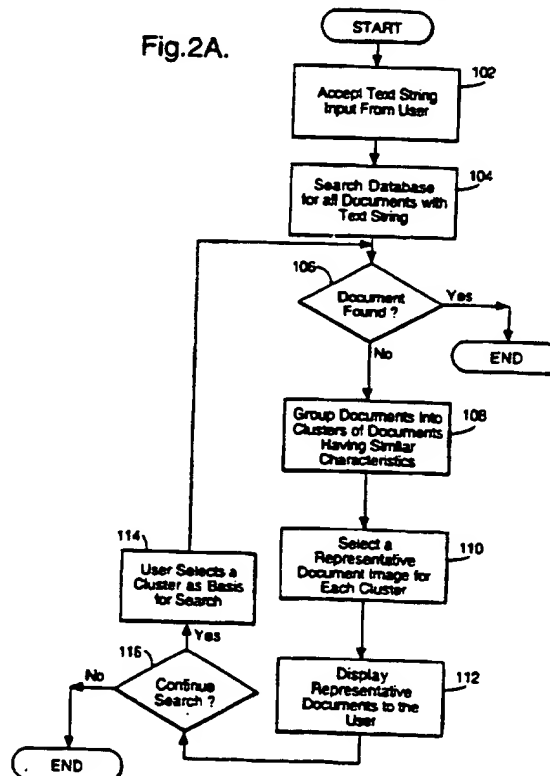 Fig.2A.
START
102
Accept Text String
Input From User
104
Search Database
for all Documents with
Text String
106
Document
Found ?
Yes
END
No
Group Documents Into
Clusters of Documents
Having Similar
Characteristics
108
Select a
Representative
Document Image for
Each Cluster
110
Display
Representative
Documents to the
User
112
114
User Selects a
Cluster as Basis
for Search
Yes
116
Continue
Search ?
No
END